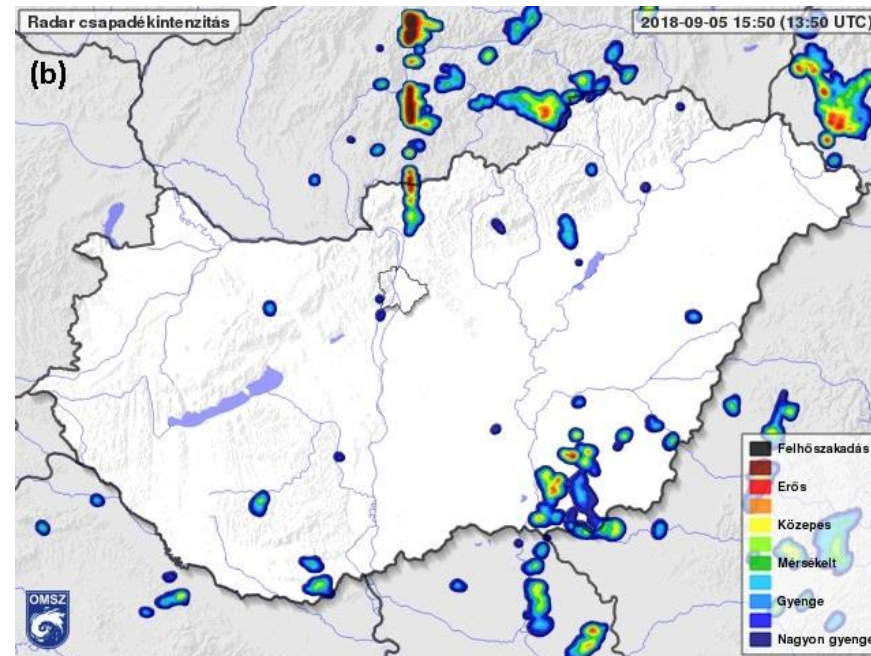 Radar csapadékintenzitás
2018-09-05 15:50 (13:50 UTC)
(b)
Felhőszakadás
Erős
Közepes
Mérsékelt
Gyenge
Nagyon gyenge
OMSZ